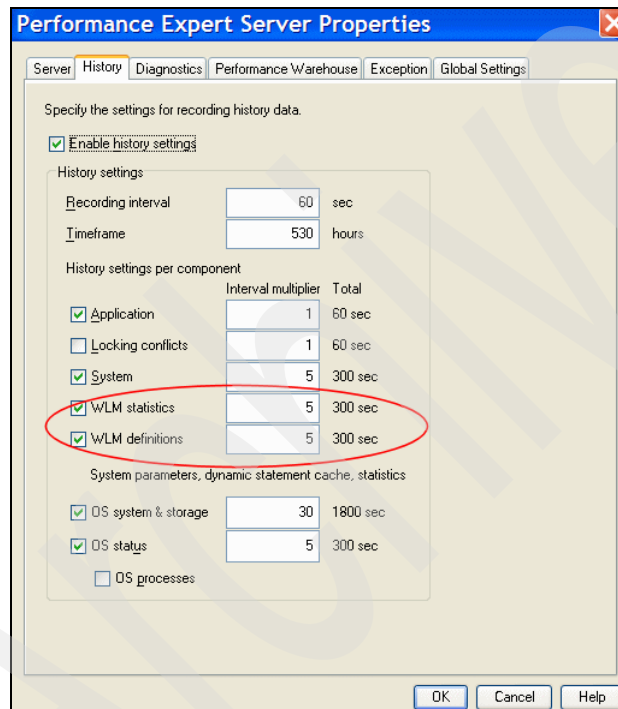 Performance Expert Server Properties
Server History Diagnostics Performance Warehouse Exception Global Settings
Specify the settings for recording history data.
Enable history settings
History settings
Recording interval 60 sec
Timeframe 530 hours
History settings per component
Interval multiplier Total
Application 1 60 sec
Locking conflicts 1 60 sec
System 5 300 sec
WLM statistics 5 300 sec
WLM definitions 5 300 sec
System parameters, dynamic statement cache, statistics
OS system & storage 30 1800 sec
OS status 5 300 sec
OS processes
OK Cancel Help